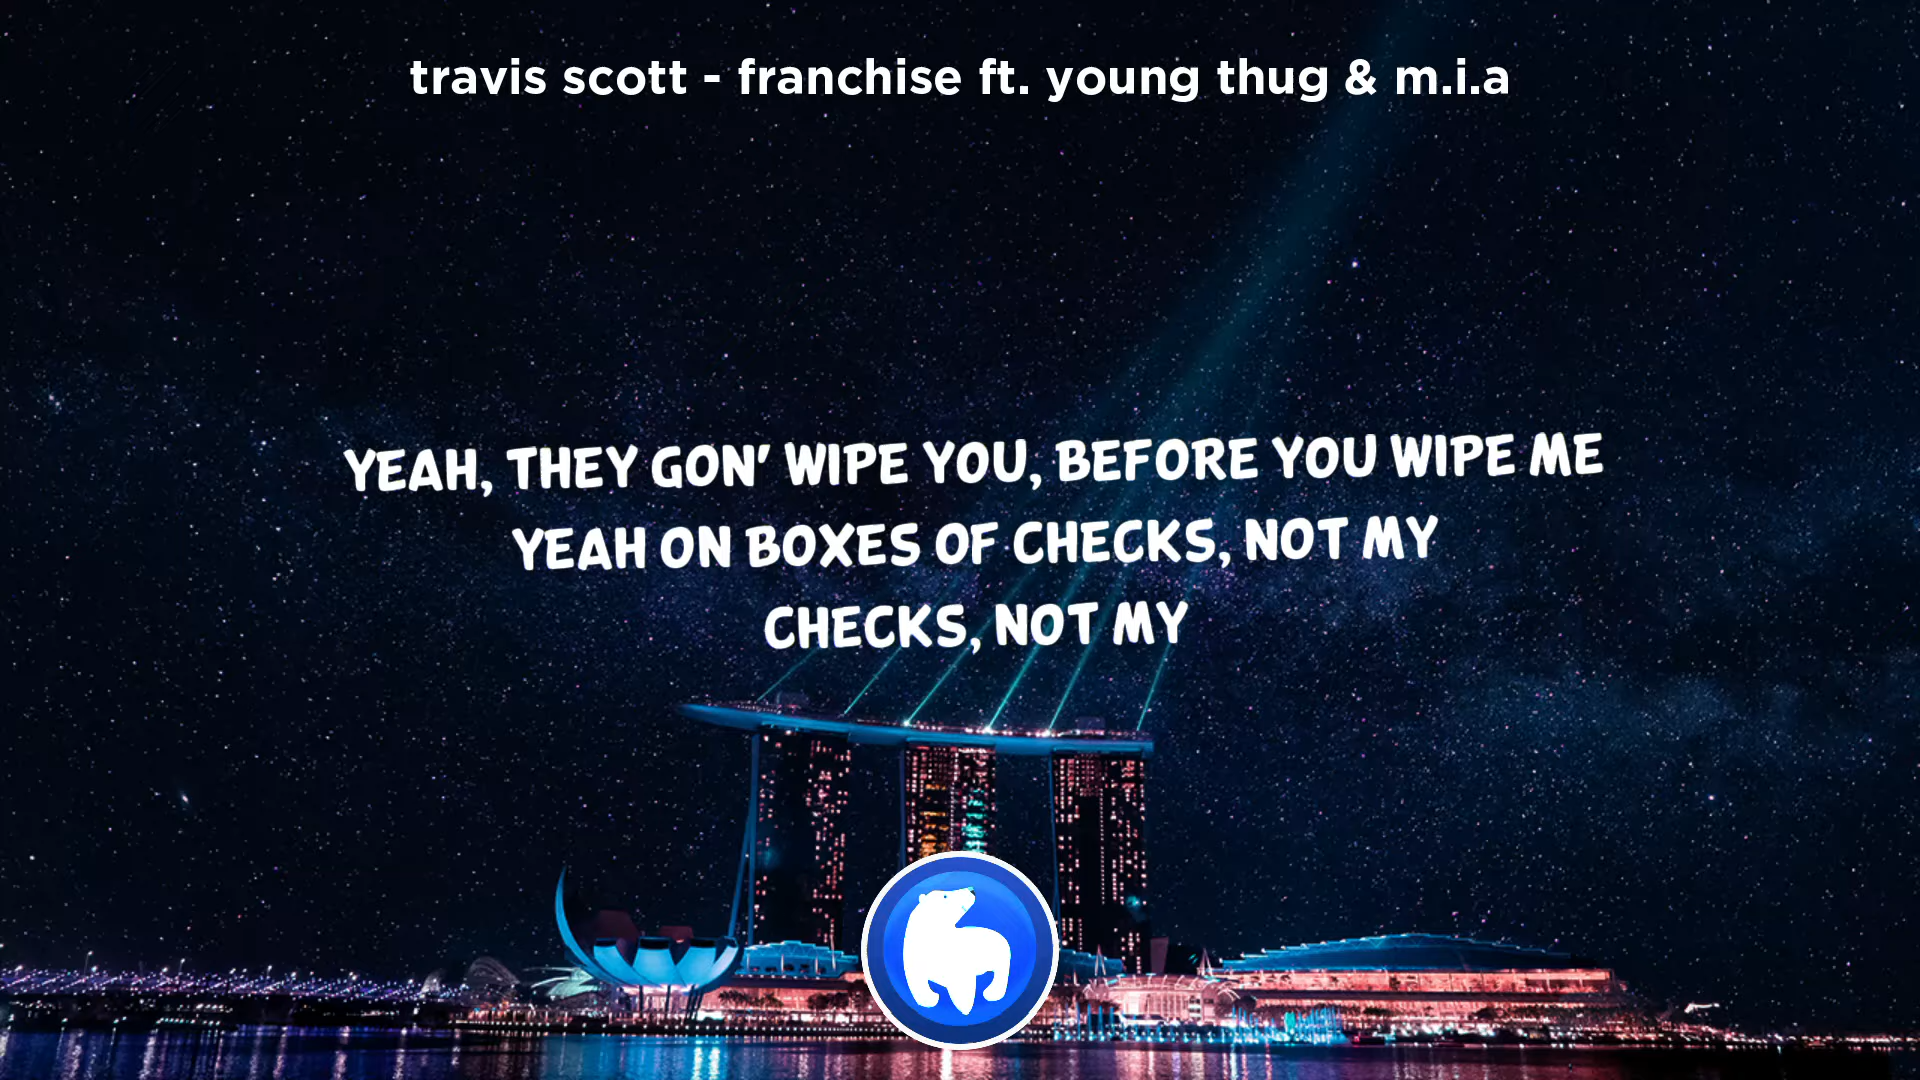 travis scott - franchise ft. young thug & m.i.a
YEAH, THEY GON' WIPE YOU, BEFORE YOU WIPE ME
YEAH ON BOXES OF CHECKS, NOT MY
CHECKS, NOT MY